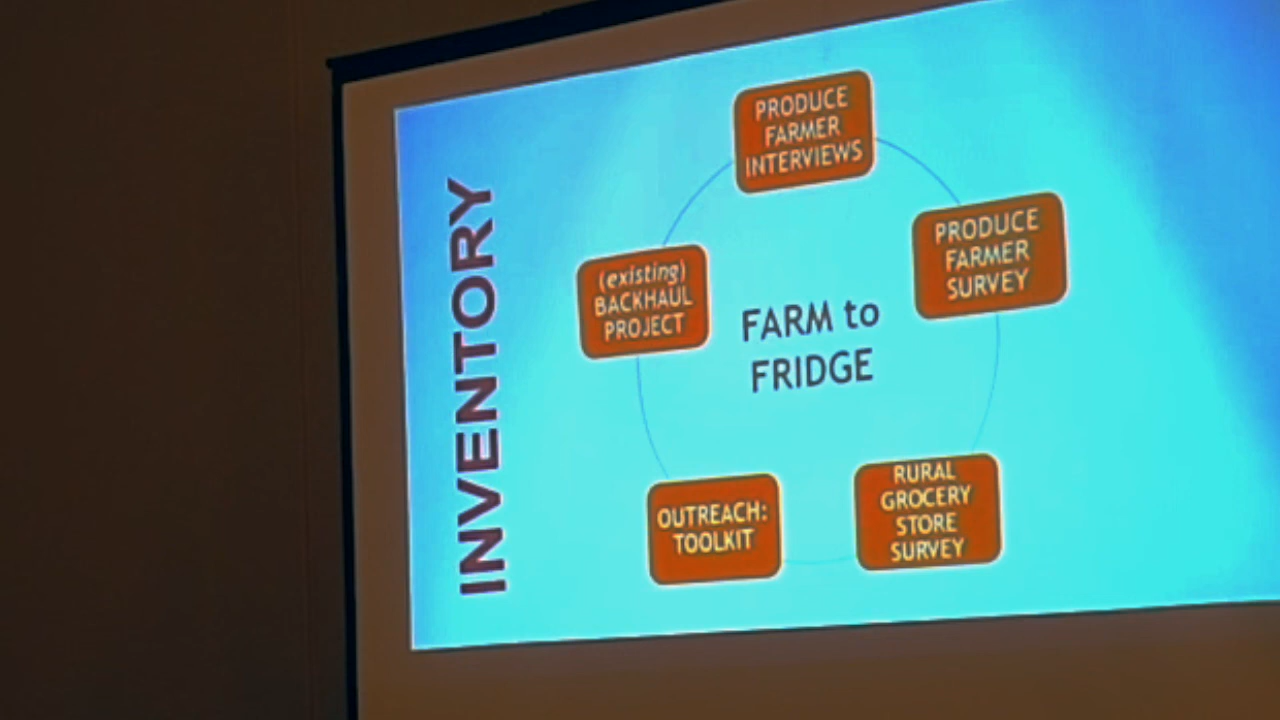 INVENTORY
PRODUCE
FARMER
INTERVIEWS
PRODUCE
FARMER
SURVEY
RURAL
GROCERY
STORE
SURVEY
OUTREACH:
TOOLKIT
(existing)
BACKHAUL
PROJECT
FARM to
FRIDGE